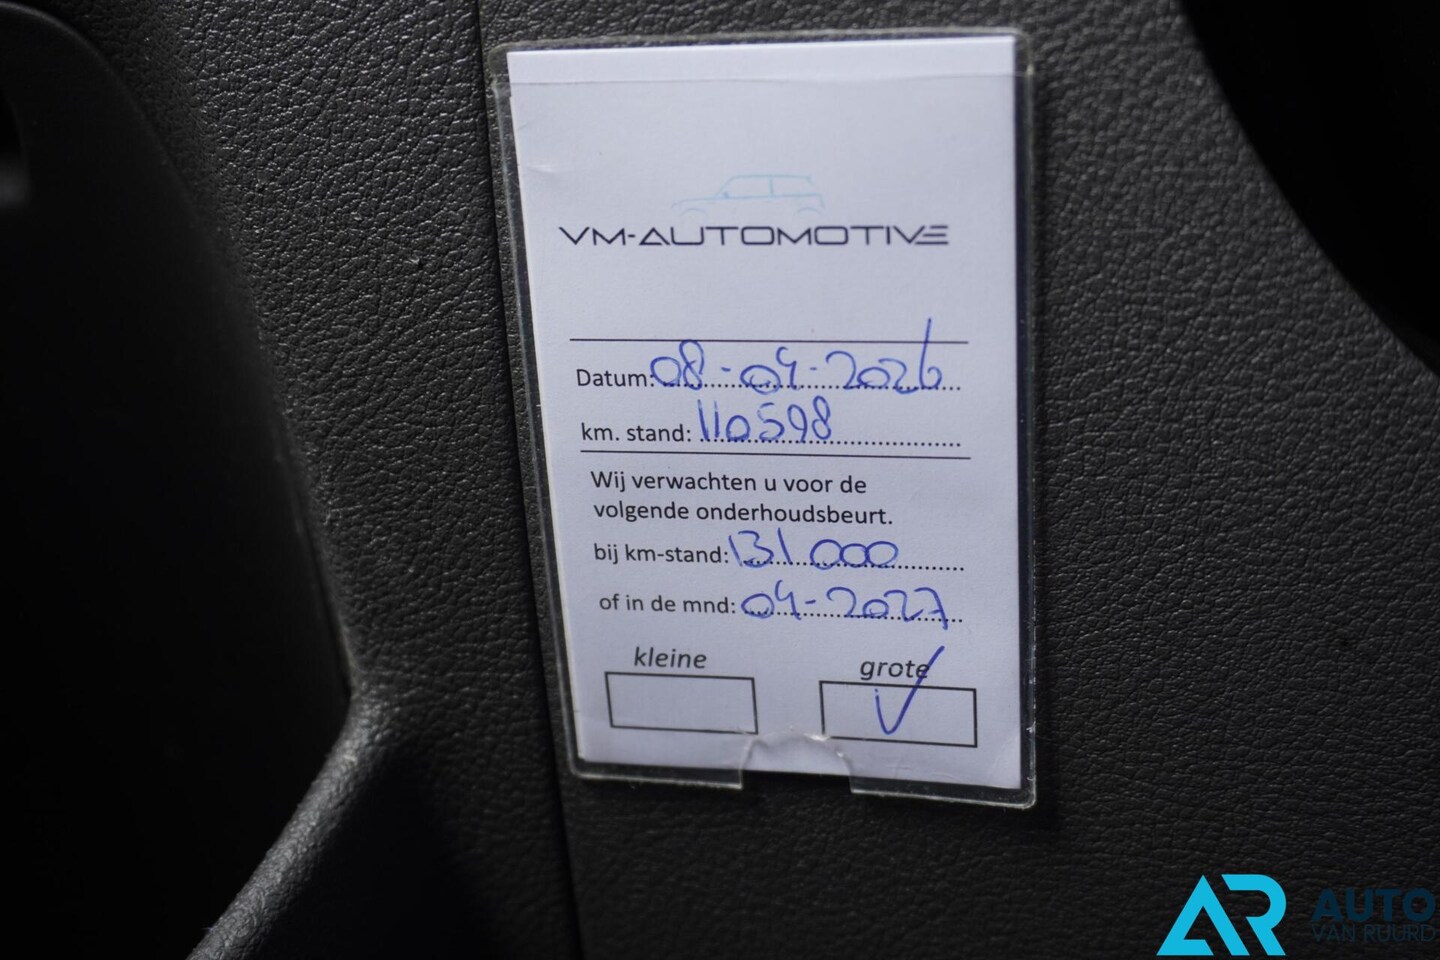 VM-AUTOMOTIVE
Datum: 08-04-2026
km. stand: 110598
Wij verwachten u voor de
volgende onderhoudsbeurt.
bij km-stand: 131.000
of in de mnd: 04-2027
kleine grote
AR AUTO
VAN RUURD